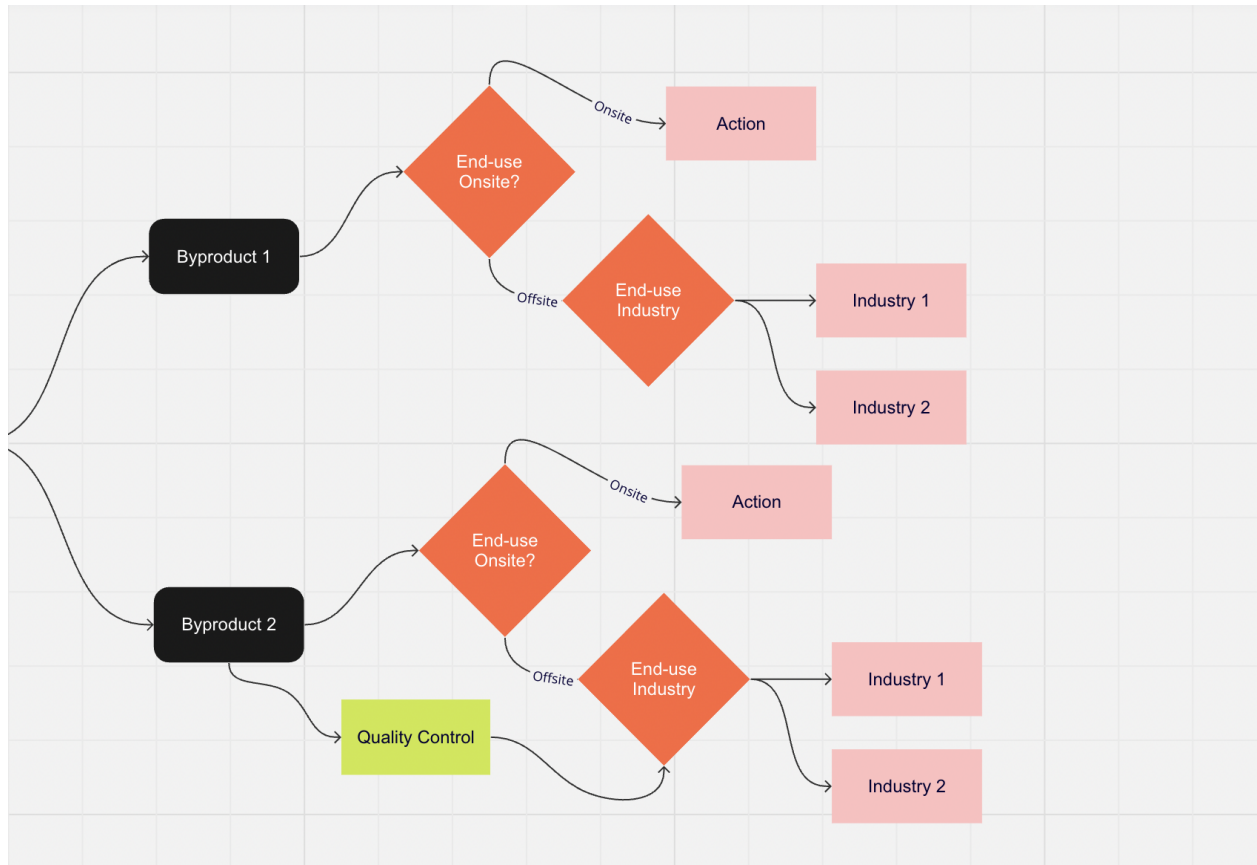 Onsite
Action
End-use
Onsite?
Byproduct 1
Offsite
End-use
Industry
Industry 1
Industry 2
Onsite
Action
End-use
Onsite?
Byproduct 2
Offsite
End-use
Industry
Industry 1
Quality Control
Industry 2